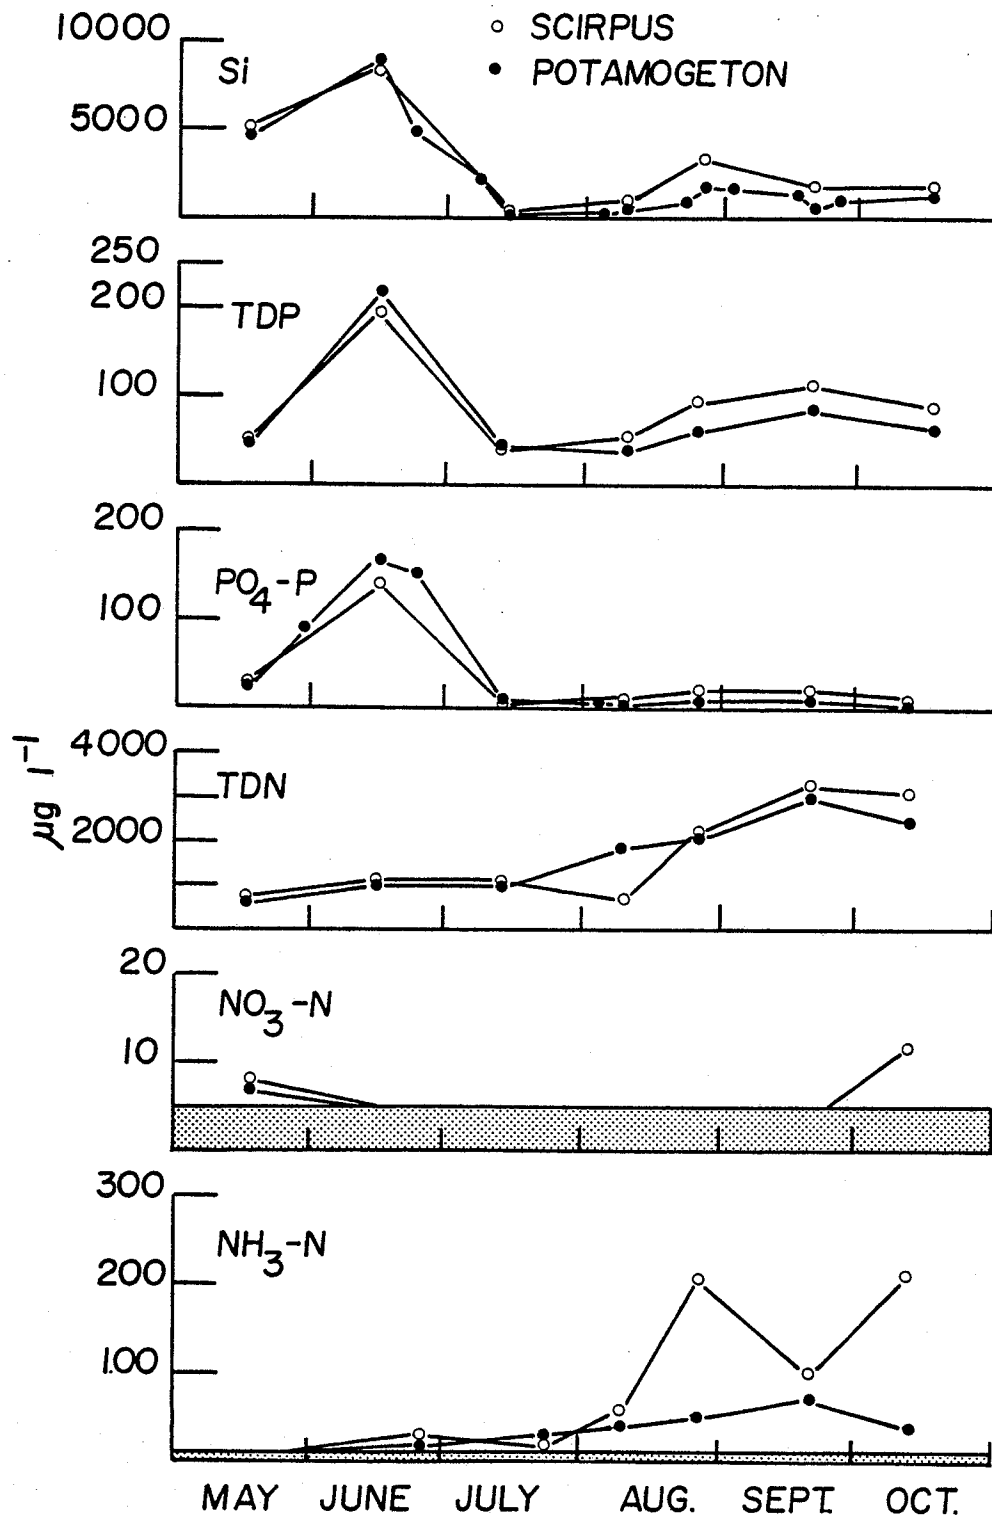 ○ SCIRPUS
● POTAMOGETON
10000
Si
5000
250
200
TDP
100
200
PO4-P
100
µg l⁻¹
4000
TDN
2000
20
NO3-N
10
300
NH3-N
200
1.00
MAY JUNE JULY AUG. SEPT. OCT.